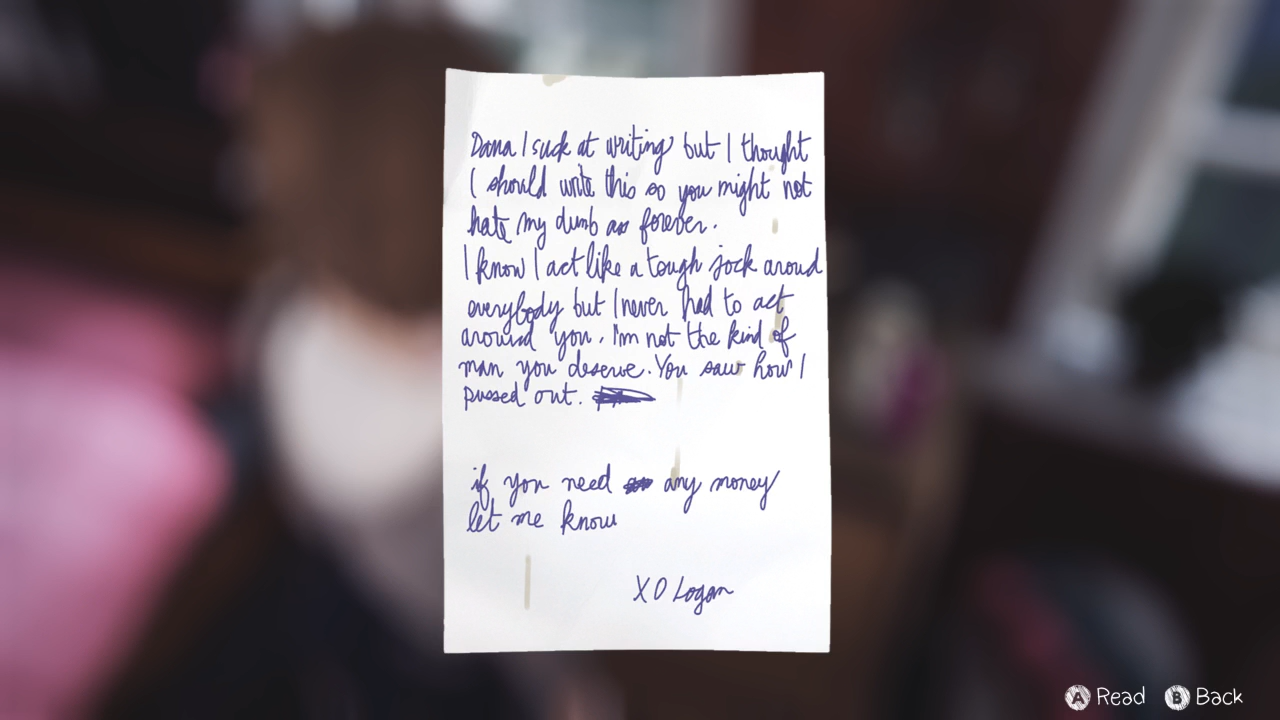 Dana I suck at writing but I thought
I should write this so you might not
hate my dumb ass forever.
I know I act like a tough jock aroud
everybody but I never had to act
around you. I'm not the kind of
man you deserve. You saw how I
pussed out.
if you need any money
let me know
XO Logan
A Read B Back